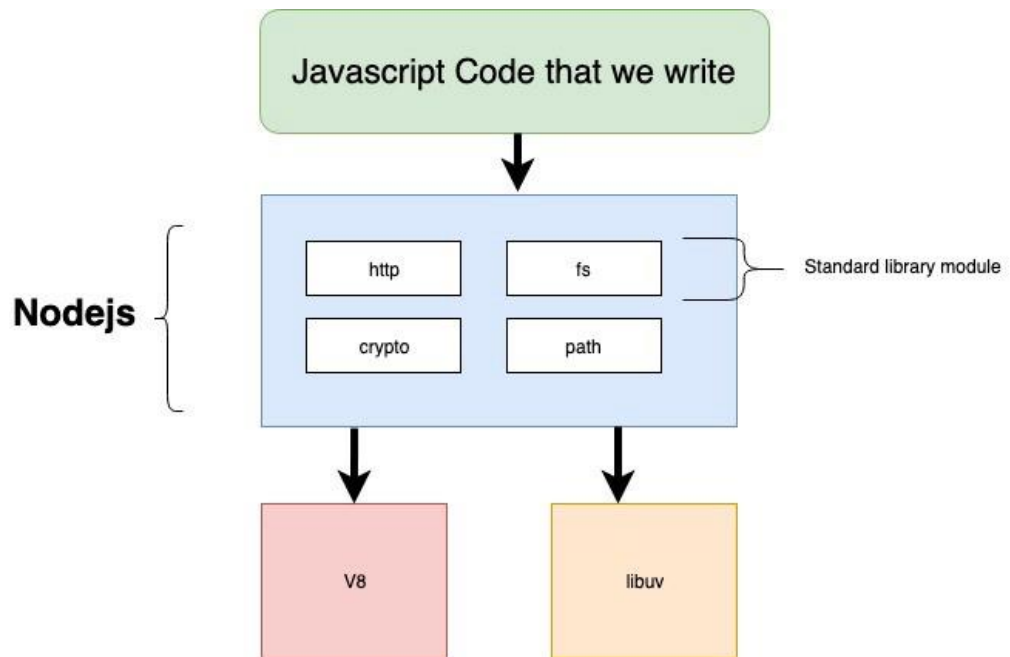 Javascript Code that we write
http
fs
Standard library module
Nodejs
crypto
path
V8
libuv